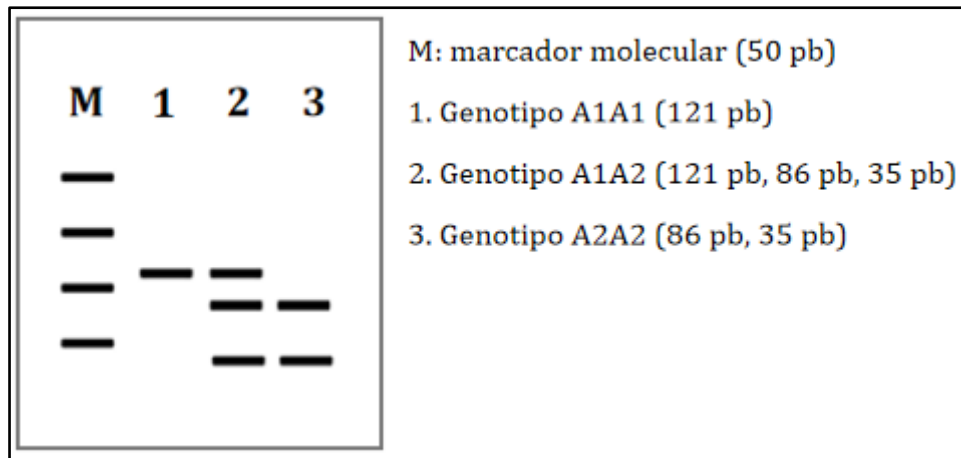 M: marcador molecular (50 pb)
M 1 2 3
1. Genotipo A1A1 (121 pb)
2. Genotipo A1A2 (121 pb, 86 pb, 35 pb)
3. Genotipo A2A2 (86 pb, 35 pb)